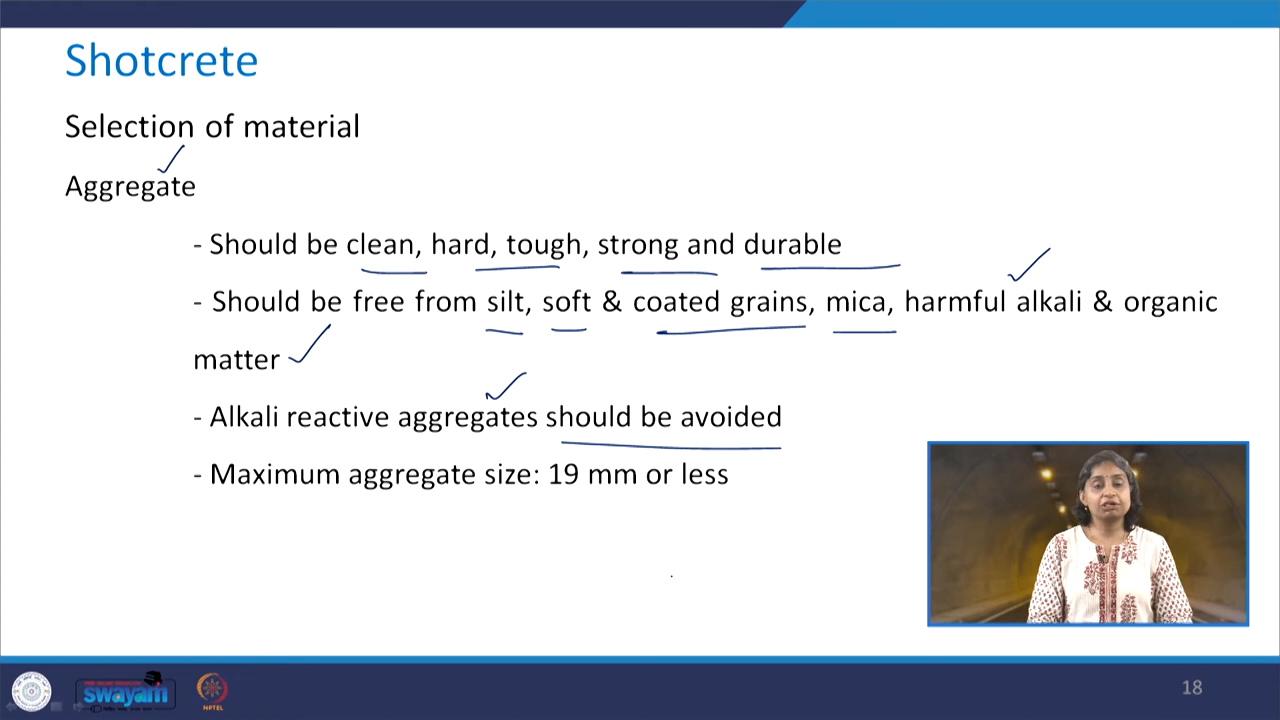 Shotcrete
Selection of material
Aggregate
- Should be clean, hard, tough, strong and durable
- Should be free from silt, soft & coated grains, mica, harmful alkali & organic
matter
- Alkali reactive aggregates should be avoided
- Maximum aggregate size: 19 mm or less
swayam
NPTEL
18